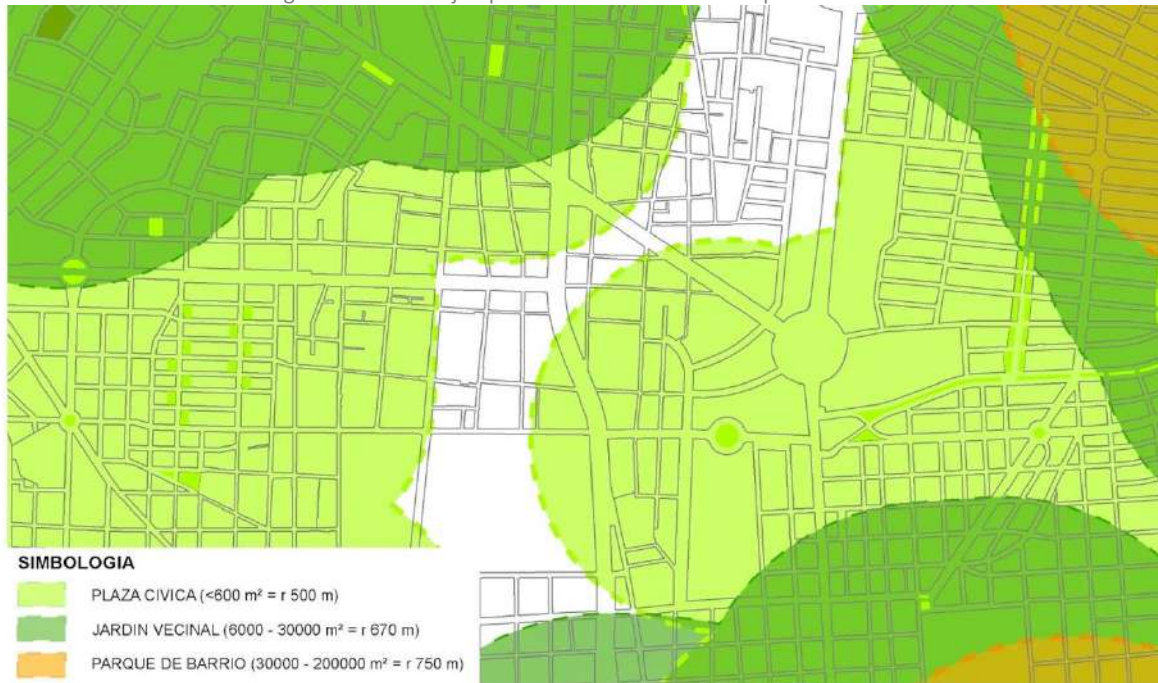 SIMBOLOGIA
PLAZA CIVICA (<600 m² = r 500 m)
JARDIN VECINAL (6000 - 30000 m² = r 670 m)
PARQUE DE BARRIO (30000 - 200000 m² = r 750 m)